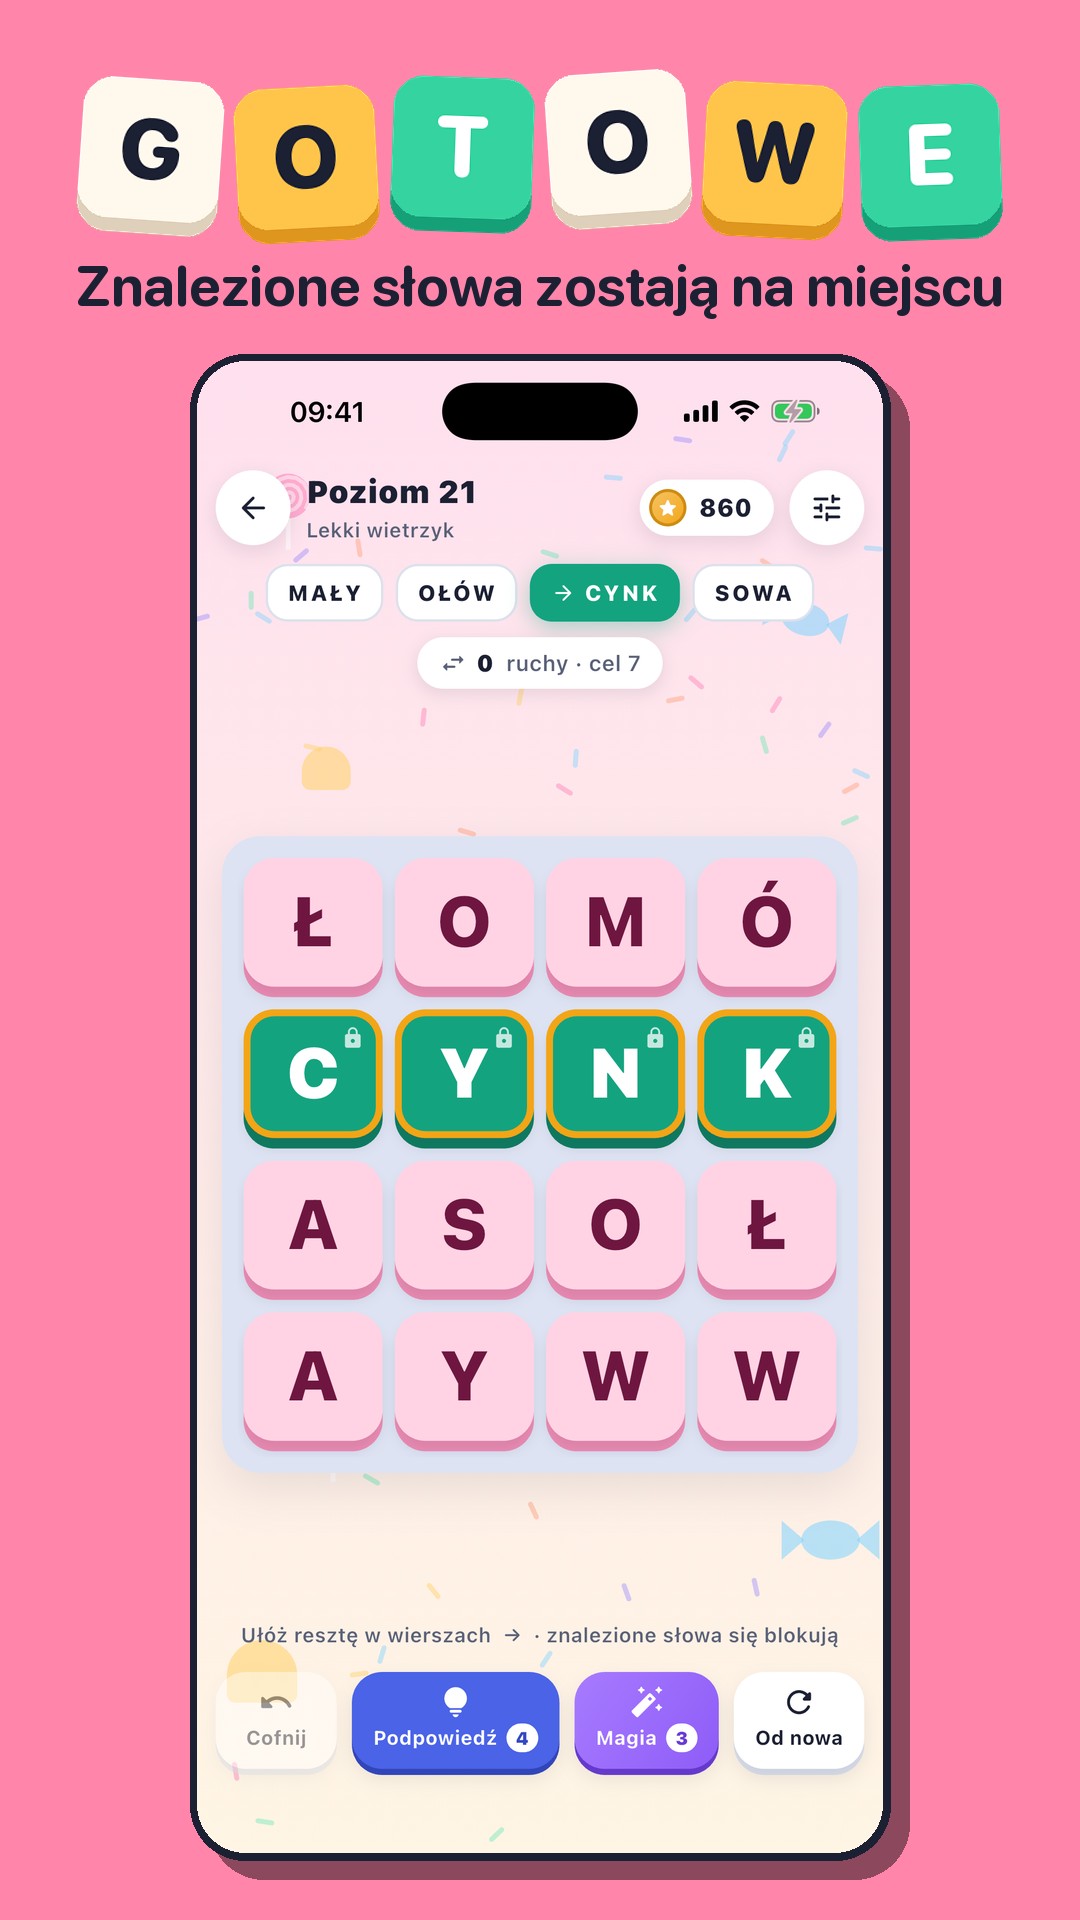 GOTOWE
Znalezione słowa zostają na miejscu
09:41
Poziom 21
Lekki wietrzyk
860
MAŁY OŁÓW → CYNK SOWA
0 ruchy · cel 7
Ł O M Ó
C Y N K
A S O Ł
A Y W W
Ułóż resztę w wierszach → · znalezione słowa się blokują
Cofnij Podpowiedź 4 Magia 3 Od nowa